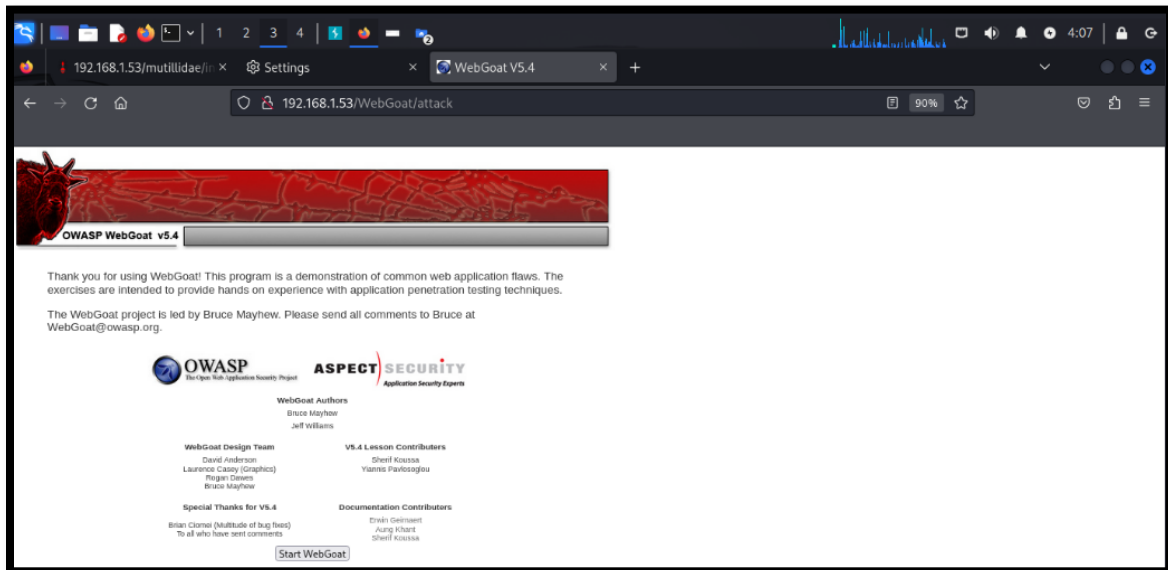 1 2 3 4
2
4:07
192.168.1.53/mutillidae/in
Settings
WebGoat V5.4
192.168.1.53/WebGoat/attack
90%
OWASP WebGoat v5.4
Thank you for using WebGoat! This program is a demonstration of common web application flaws. The
exercises are intended to provide hands on experience with application penetration testing techniques.
The WebGoat project is led by Bruce Mayhew. Please send all comments to Bruce at
WebGoat@owasp.org.
OWASP
The Open Web Application Security Project
ASPECT SECURITY
Application Security Experts
WebGoat Authors
Bruce Mayhew
Jeff Williams
WebGoat Design Team
David Anderson
Laurence Casey (Graphics)
Rogan Dawes
Bruce Mayhew
V5.4 Lesson Contributers
Sherif Koussa
Yiannis Pavlosoglou
Special Thanks for V5.4
Brian Ciomei (Multitude of bug fixes)
To all who have sent comments
Documentation Contributers
Erwin Geirnaert
Aung Khant
Sherif Koussa
Start WebGoat